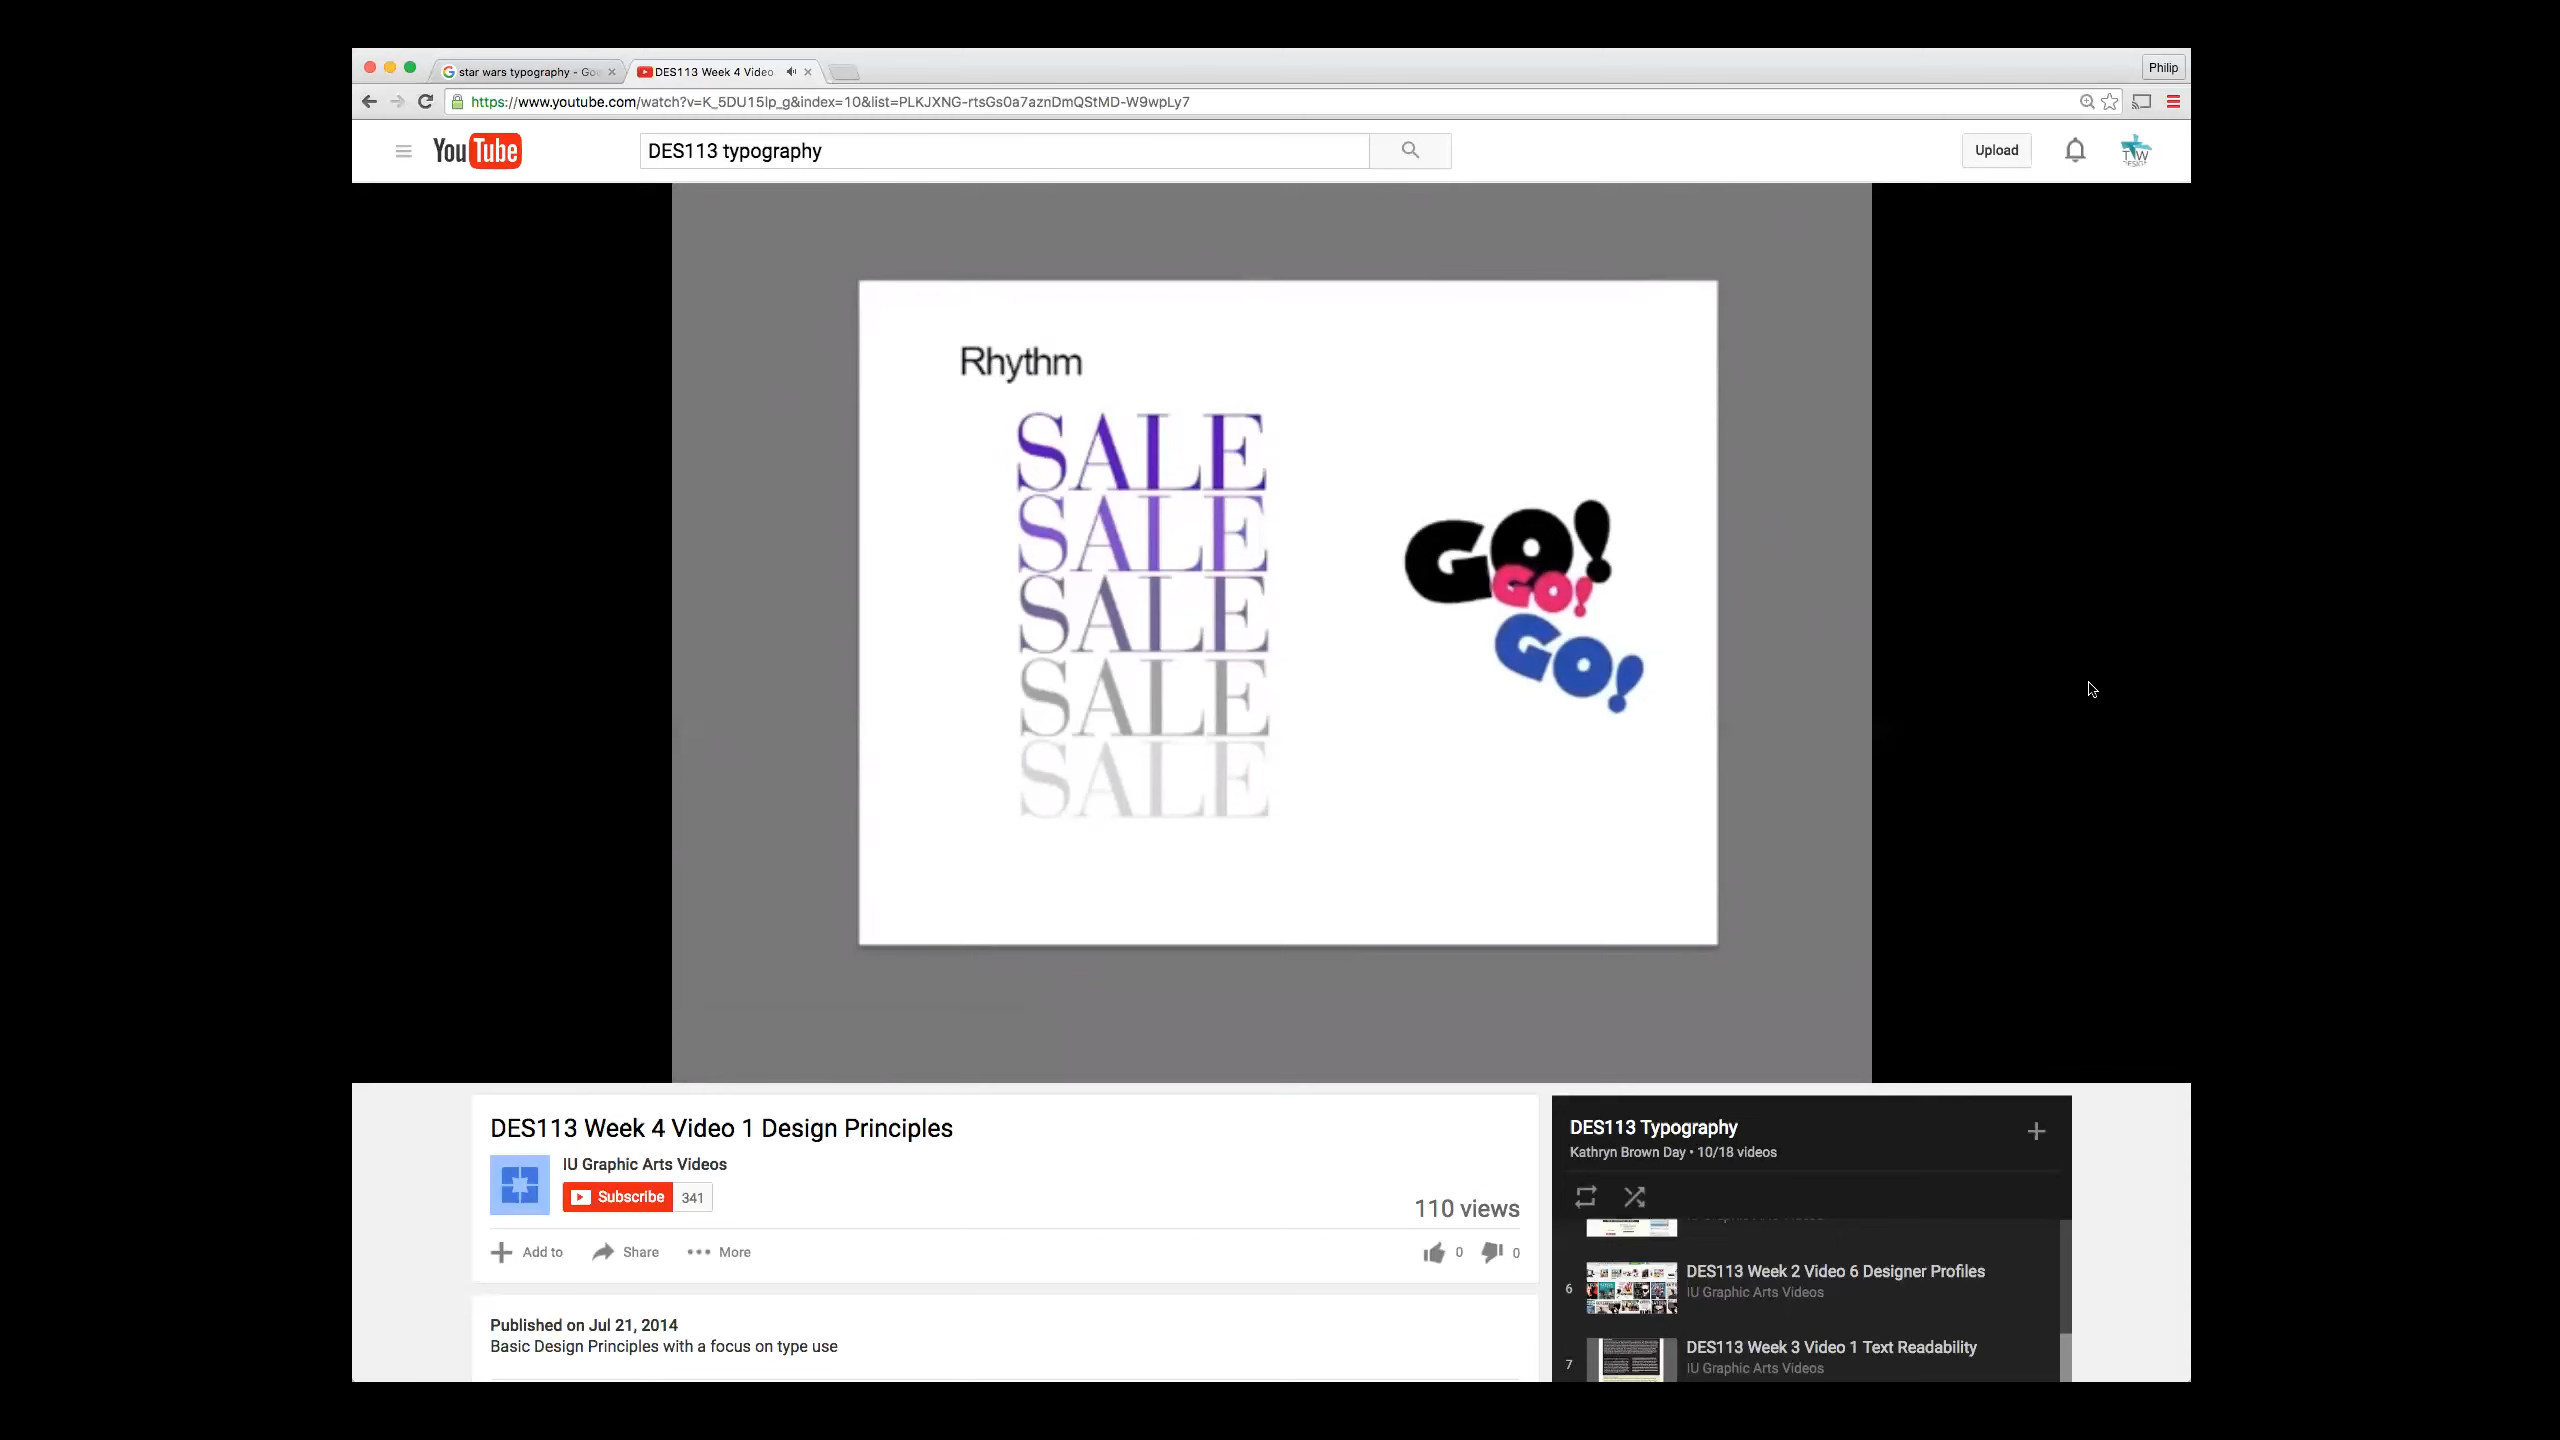 star wars typography - Goo
DES113 Week 4 Video
Philip
https://www.youtube.com/watch?v=K_5DU15lp_g&index=10&list=PLKJXNG-rtsGs0a7aznDmQStMD-W9wpLy7
YouTube
DES113 typography
Upload
TW
DESIGN
Rhythm
SALE
SALE
SALE
SALE
SALE
GO!
GO!
GO!
DES113 Week 4 Video 1 Design Principles
IU Graphic Arts Videos
Subscribe 341
110 views
Add to Share More
0 0
Published on Jul 21, 2014
Basic Design Principles with a focus on type use
DES113 Typography
Kathryn Brown Day • 10/18 videos
6
DES113 Week 2 Video 6 Designer Profiles
IU Graphic Arts Videos
7
DES113 Week 3 Video 1 Text Readability
IU Graphic Arts Videos